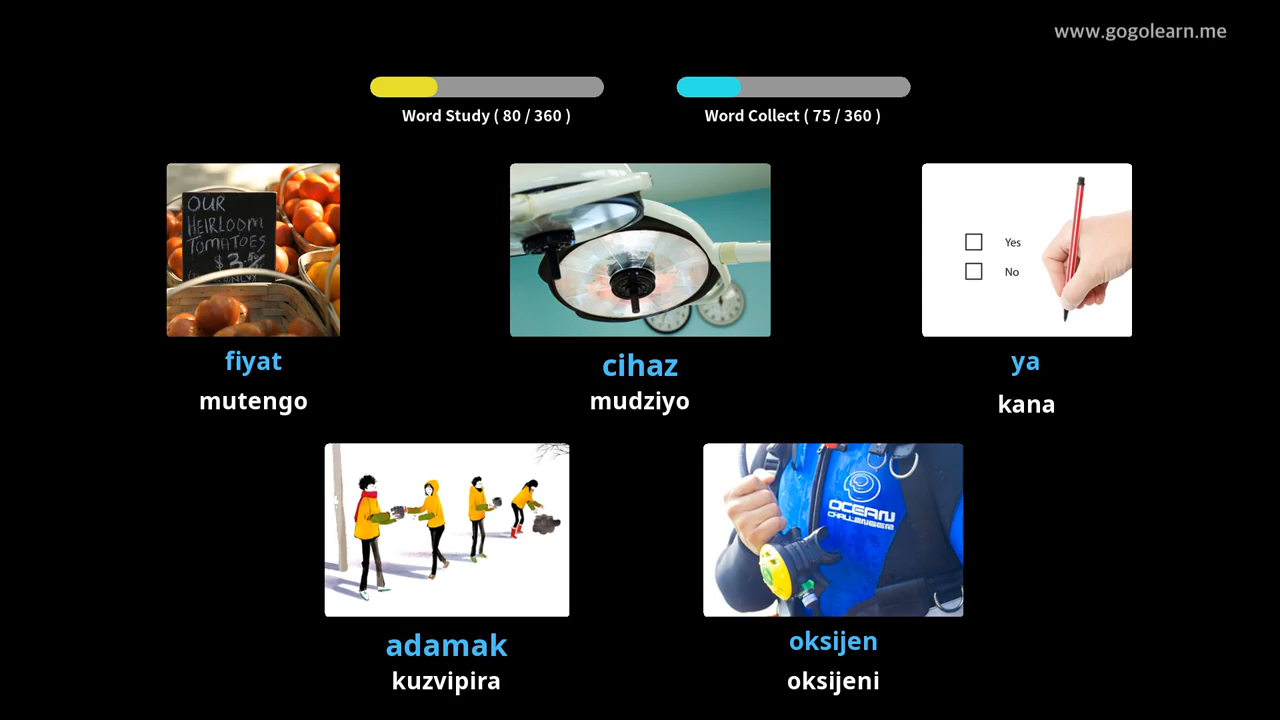 www.gogolearn.me
Word Study ( 80 / 360 )
Word Collect ( 75 / 360 )
OUR
HEIRLOOM
TOMATOES
Yes
No
fiyat
mutengo
cihaz
mudziyo
ya
kana
OCEAN
CHALLENGER
adamak
kuzvipira
oksijen
oksijeni